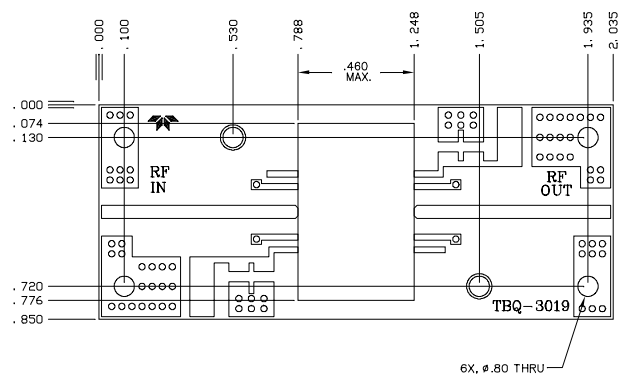 .000
.100
.530
.788
1.248
1.505
1.935
2.035
.460
MAX.
.000
.074
.130
RF
IN
RF
OUT
.720
.776
.850
TBQ-3019
6X, ø.80 THRU